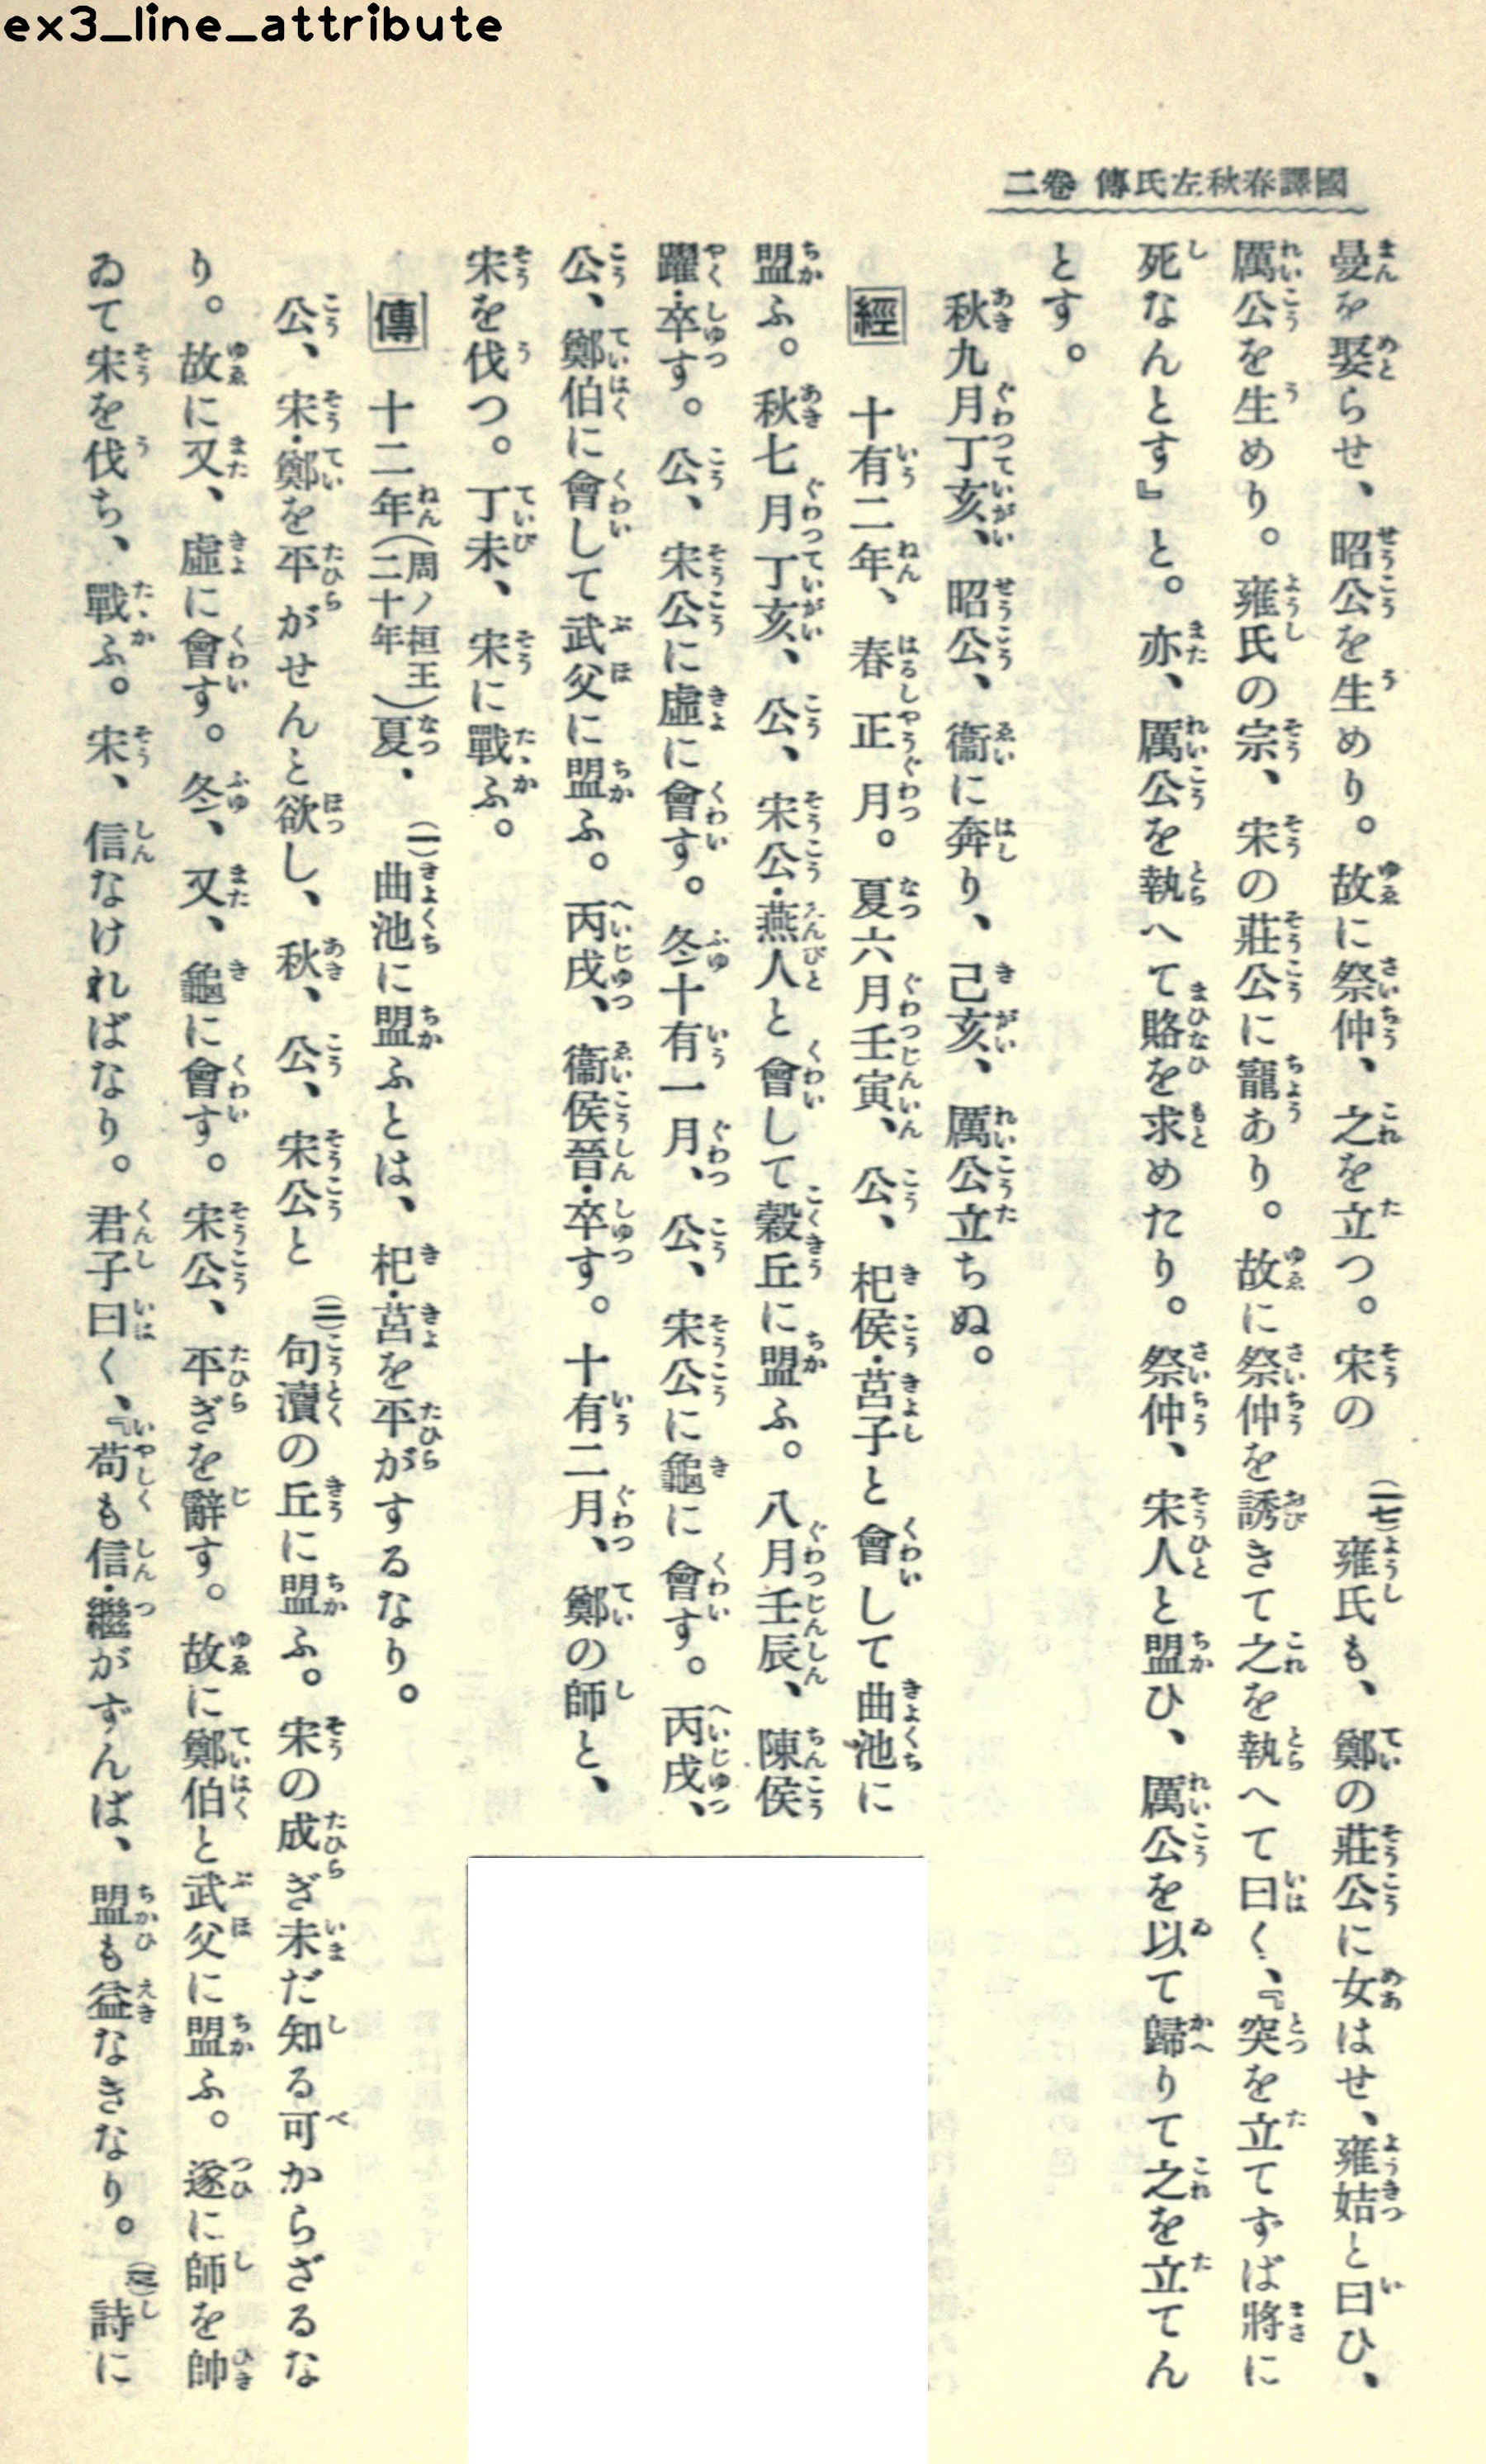 ex3_line_attribute
國譯春秋左氏傳 卷二
曼を娶らせ、昭公を生めり。故に祭仲、之を立つ。宋の(一七)雍氏も、鄭の莊公に女はせ、雍姞と曰ひ、
厲公を生めり。雍氏の宗、宋の莊公に寵あり。故に祭仲を誘きて之を執へて曰く、『突を立てずば將に
死なんとす』と。亦、厲公を執へて賂を求めたり。祭仲、宋人と盟ひ、厲公を以て歸りて之を立てん
とす。
秋九月丁亥、昭公、衞に奔り、己亥、厲公立ちぬ。
經 十有二年、春正月。夏六月壬寅、公、杞侯・莒子と會して曲池に
盟ふ。秋七月丁亥、公、宋公・燕人と會して穀丘に盟ふ。八月壬辰、陳侯
躍・卒す。公、宋公に虛に會す。冬十有一月、公、宋公に龜に會す。丙戌、
公、鄭伯に會して武父に盟ふ。丙戌、衞侯晉・卒す。十有二月、鄭の師と、
宋を伐つ。丁未、宋に戰ふ。
傳 十二年(周ノ桓王二十年)夏、(一)曲池に盟ふとは、杞・莒を平がするなり。
公、宋・鄭を平がせんと欲し、秋、公、宋公と(二)句瀆の丘に盟ふ。宋の成ぎ未だ知る可からざるな
り。故に又、虛に會す。冬、又、龜に會す。宋公、平ぎを辭す。故に鄭伯と武父に盟ふ。遂に師を帥
ゐて宋を伐ち、戰ふ。宋、信なければなり。君子曰く、『苟も信・繼がずんば、盟も益なきなり。(三)詩に